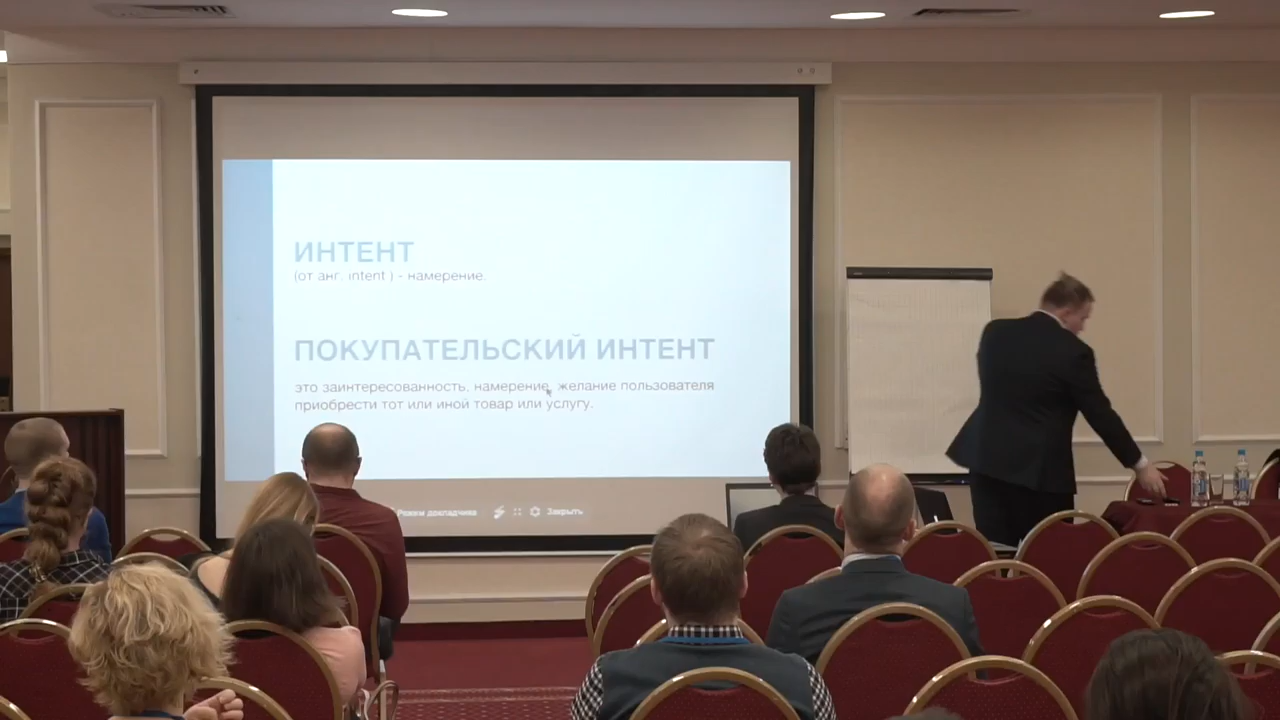 ИНТЕНТ
(от анг. intent ) - намерение.
ПОКУПАТЕЛЬСКИЙ ИНТЕНТ
это заинтересованность, намерение, желание пользователя
приобрести тот или иной товар или услугу.
Режим докладчика
Закрыть